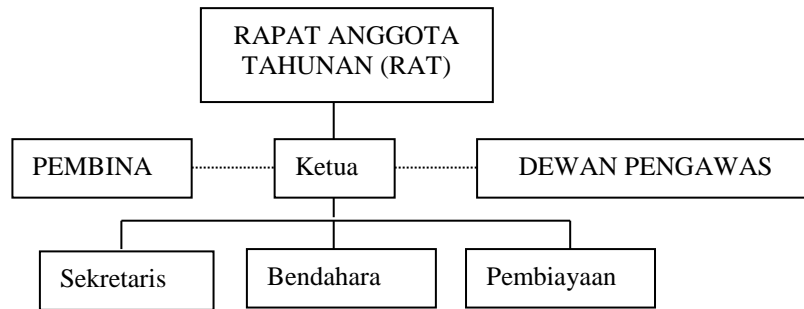 RAPAT ANGGOTA
TAHUNAN (RAT)
PEMBINA
Ketua
DEWAN PENGAWAS
Sekretaris
Bendahara
Pembiayaan